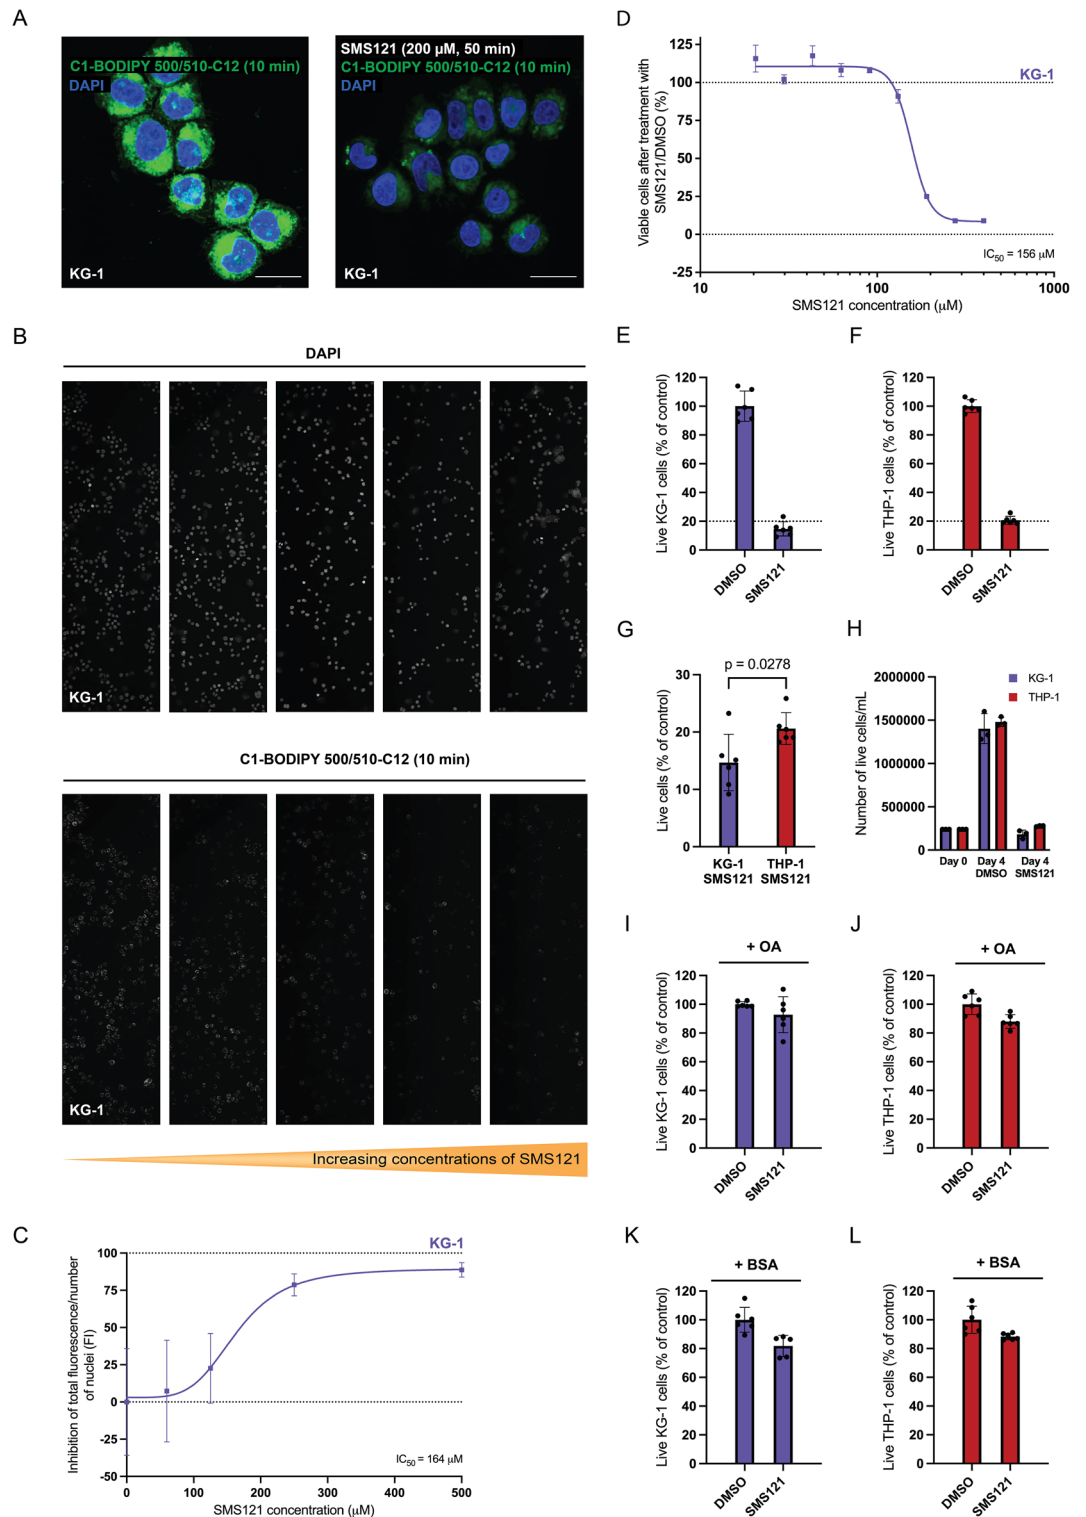 A
C1-BODIPY 500/510-C12 (10 min)
DAPI
KG-1
SMS121 (200 µM, 50 min)
C1-BODIPY 500/510-C12 (10 min)
DAPI
KG-1
B
DAPI
KG-1
C1-BODIPY 500/510-C12 (10 min)
KG-1
Increasing concentrations of SMS121
C
KG-1
Inhibition of total fluorescence/number
of nuclei (FI)
100
75
50
25
0
-25
-50
IC50 = 164 µM
0
100
200
300
400
500
SMS121 concentration (µM)
D
Viable cells after treatment with
SMS121/DMSO (%)
125
100
75
50
25
0
-25
KG-1
IC50 = 156 µM
10
100
1000
SMS121 concentration (µM)
E
Live KG-1 cells (% of control)
120
100
80
60
40
20
0
DMSO
SMS121
F
Live THP-1 cells (% of control)
120
100
80
60
40
20
0
DMSO
SMS121
G
p = 0.0278
Live cells (% of control)
30
20
10
0
KG-1
SMS121
THP-1
SMS121
H
Number of live cells/mL
2000000
1500000
1000000
500000
0
KG-1
THP-1
Day 0
Day 4
DMSO
Day 4
SMS121
I
+ OA
Live KG-1 cells (% of control)
120
100
80
60
40
20
0
DMSO
SMS121
J
+ OA
Live THP-1 cells (% of control)
120
100
80
60
40
20
0
DMSO
SMS121
K
+ BSA
Live KG-1 cells (% of control)
120
100
80
60
40
20
0
DMSO
SMS121
L
+ BSA
Live THP-1 cells (% of control)
120
100
80
60
40
20
0
DMSO
SMS121